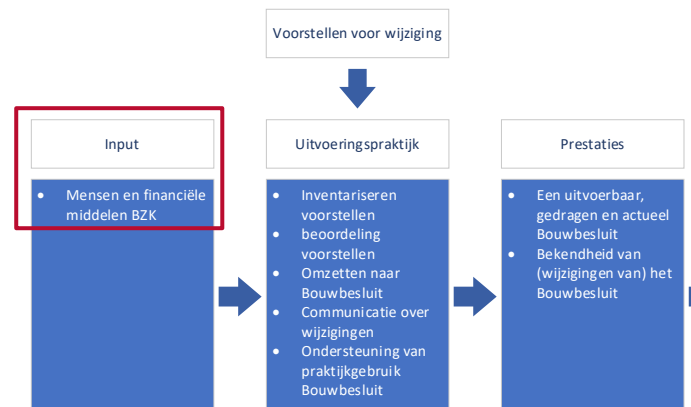 Voorstellen voor wijziging
Input
• Mensen en financiële
middelen BZK
Uitvoeringspraktijk
• Inventariseren
voorstellen
• beoordeling
voorstellen
• Omzetten naar
Bouwbesluit
• Communicatie over
wijzigingen
• Ondersteuning van
praktijkgebruik
Bouwbesluit
Prestaties
• Een uitvoerbaar,
gedragen en actueel
Bouwbesluit
• Bekendheid van
(wijzigingen van) het
Bouwbesluit